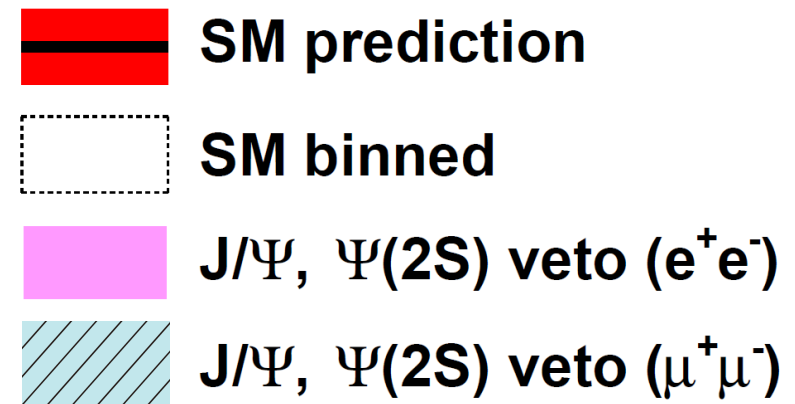 SM prediction
SM binned
J/Ψ, Ψ(2S) veto (e⁺e⁻)
J/Ψ, Ψ(2S) veto (μ⁺μ⁻)